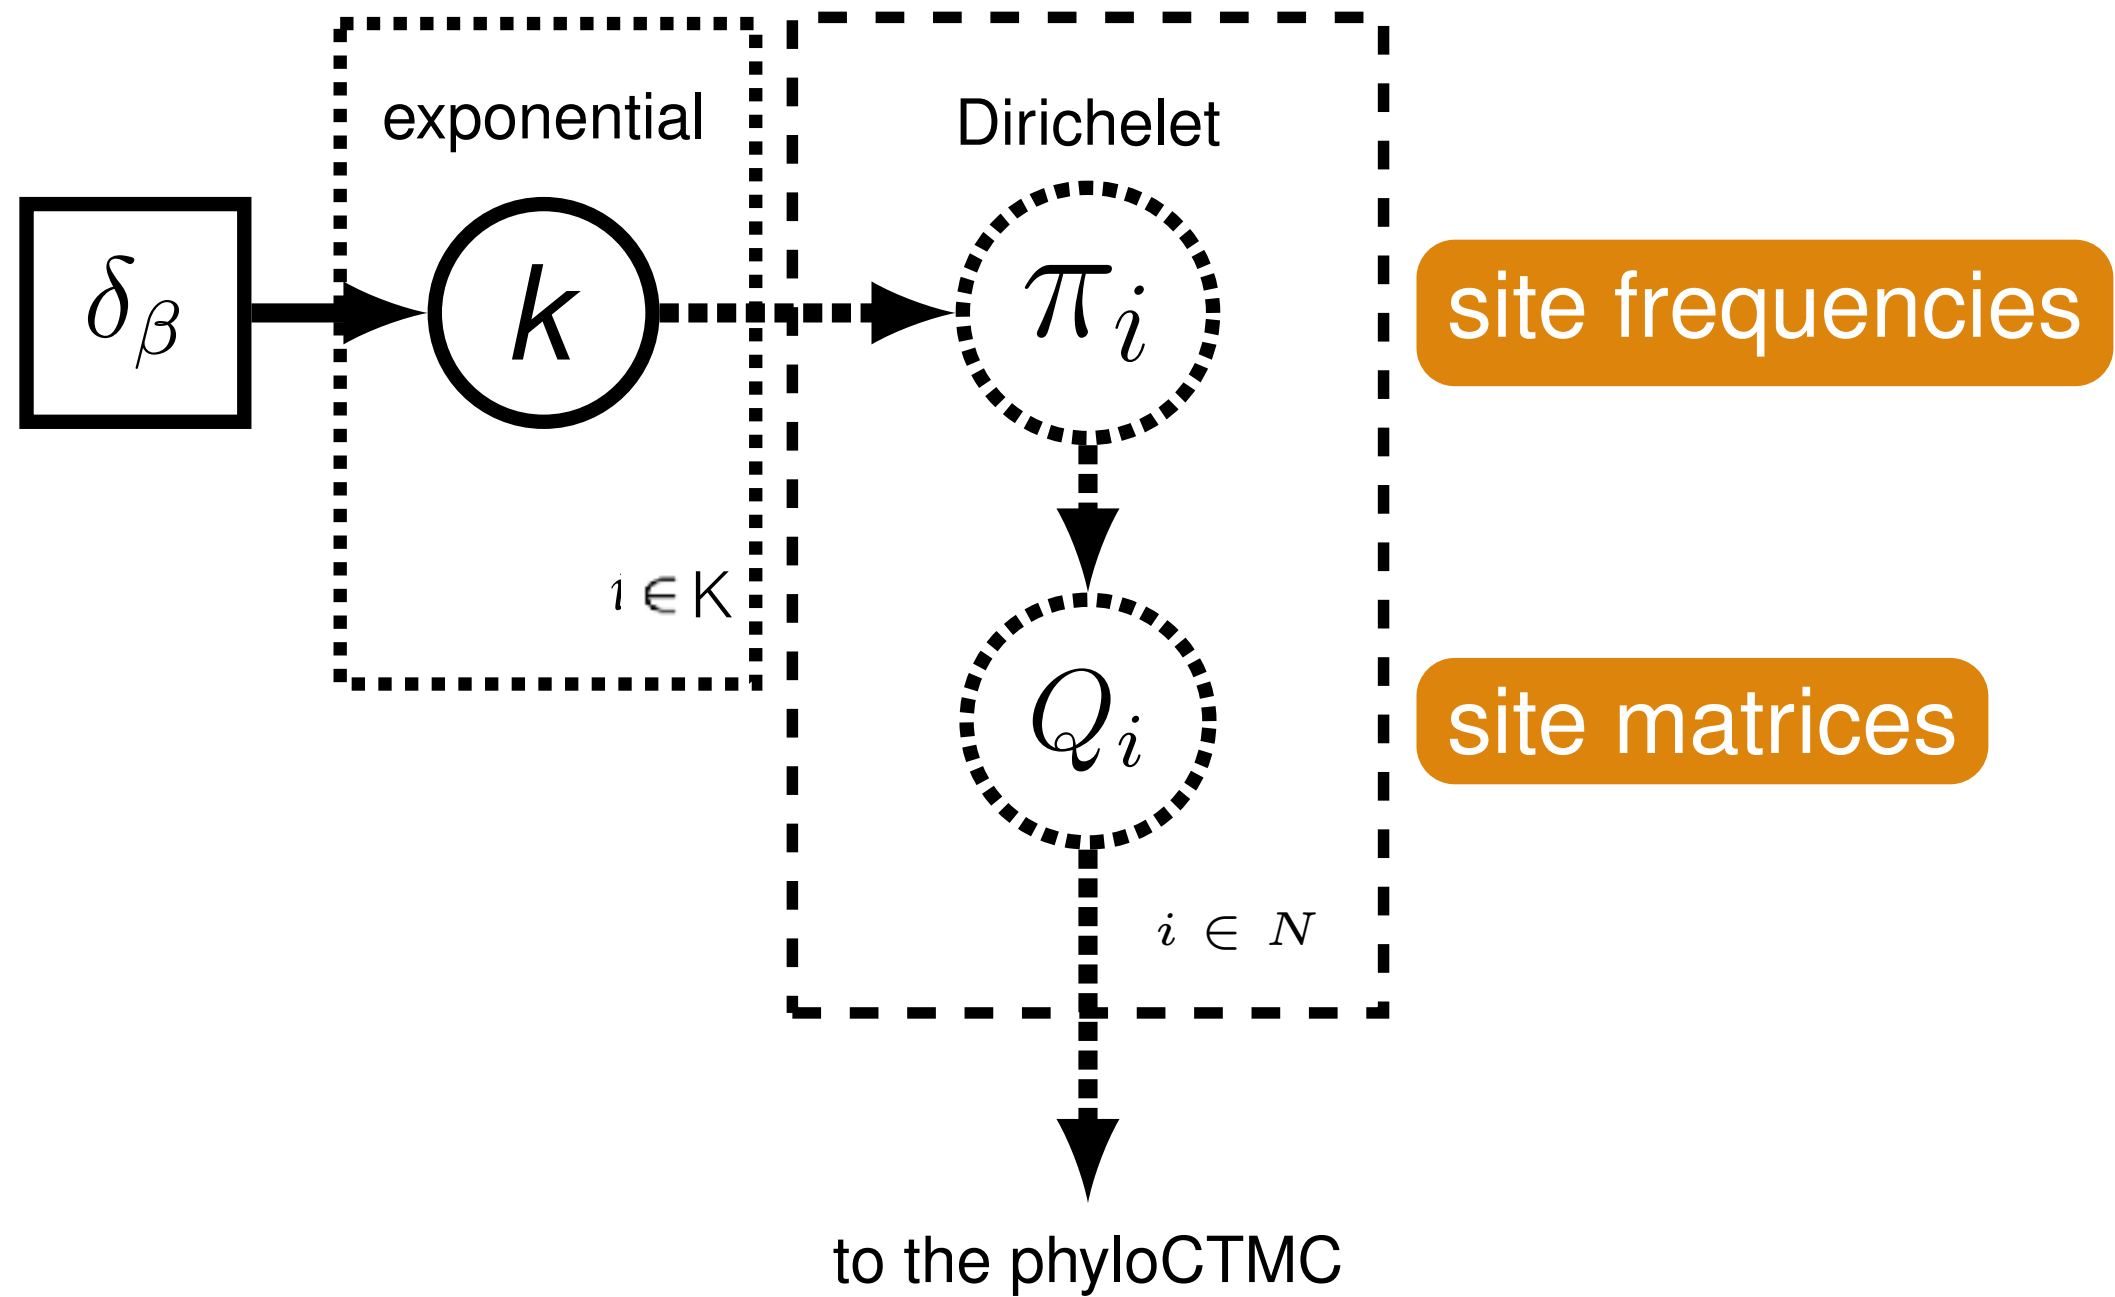 exponential
Dirichelet
δβ
k
πi
site frequencies
i ∈ K
Qi
site matrices
i ∈ N
to the phyloCTMC